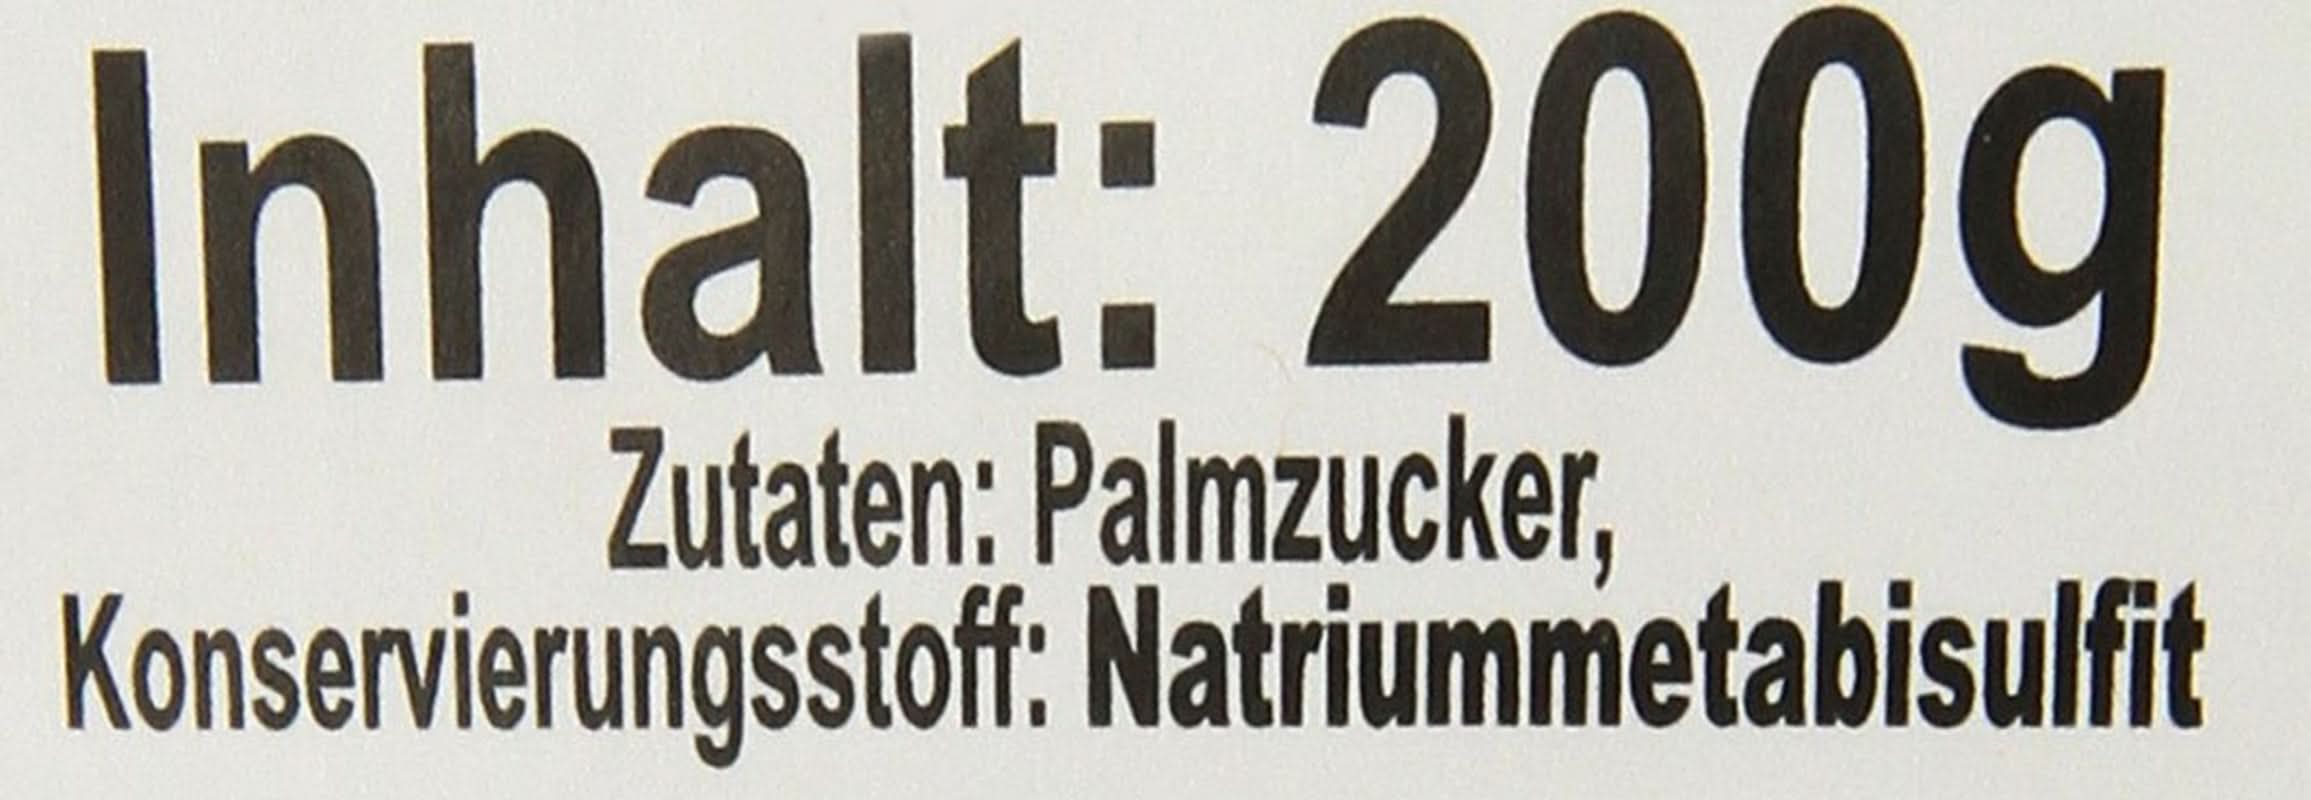 Inhalt: 200g
Zutaten: Palmzucker,
Konservierungsstoff: Natriummetabisulfit